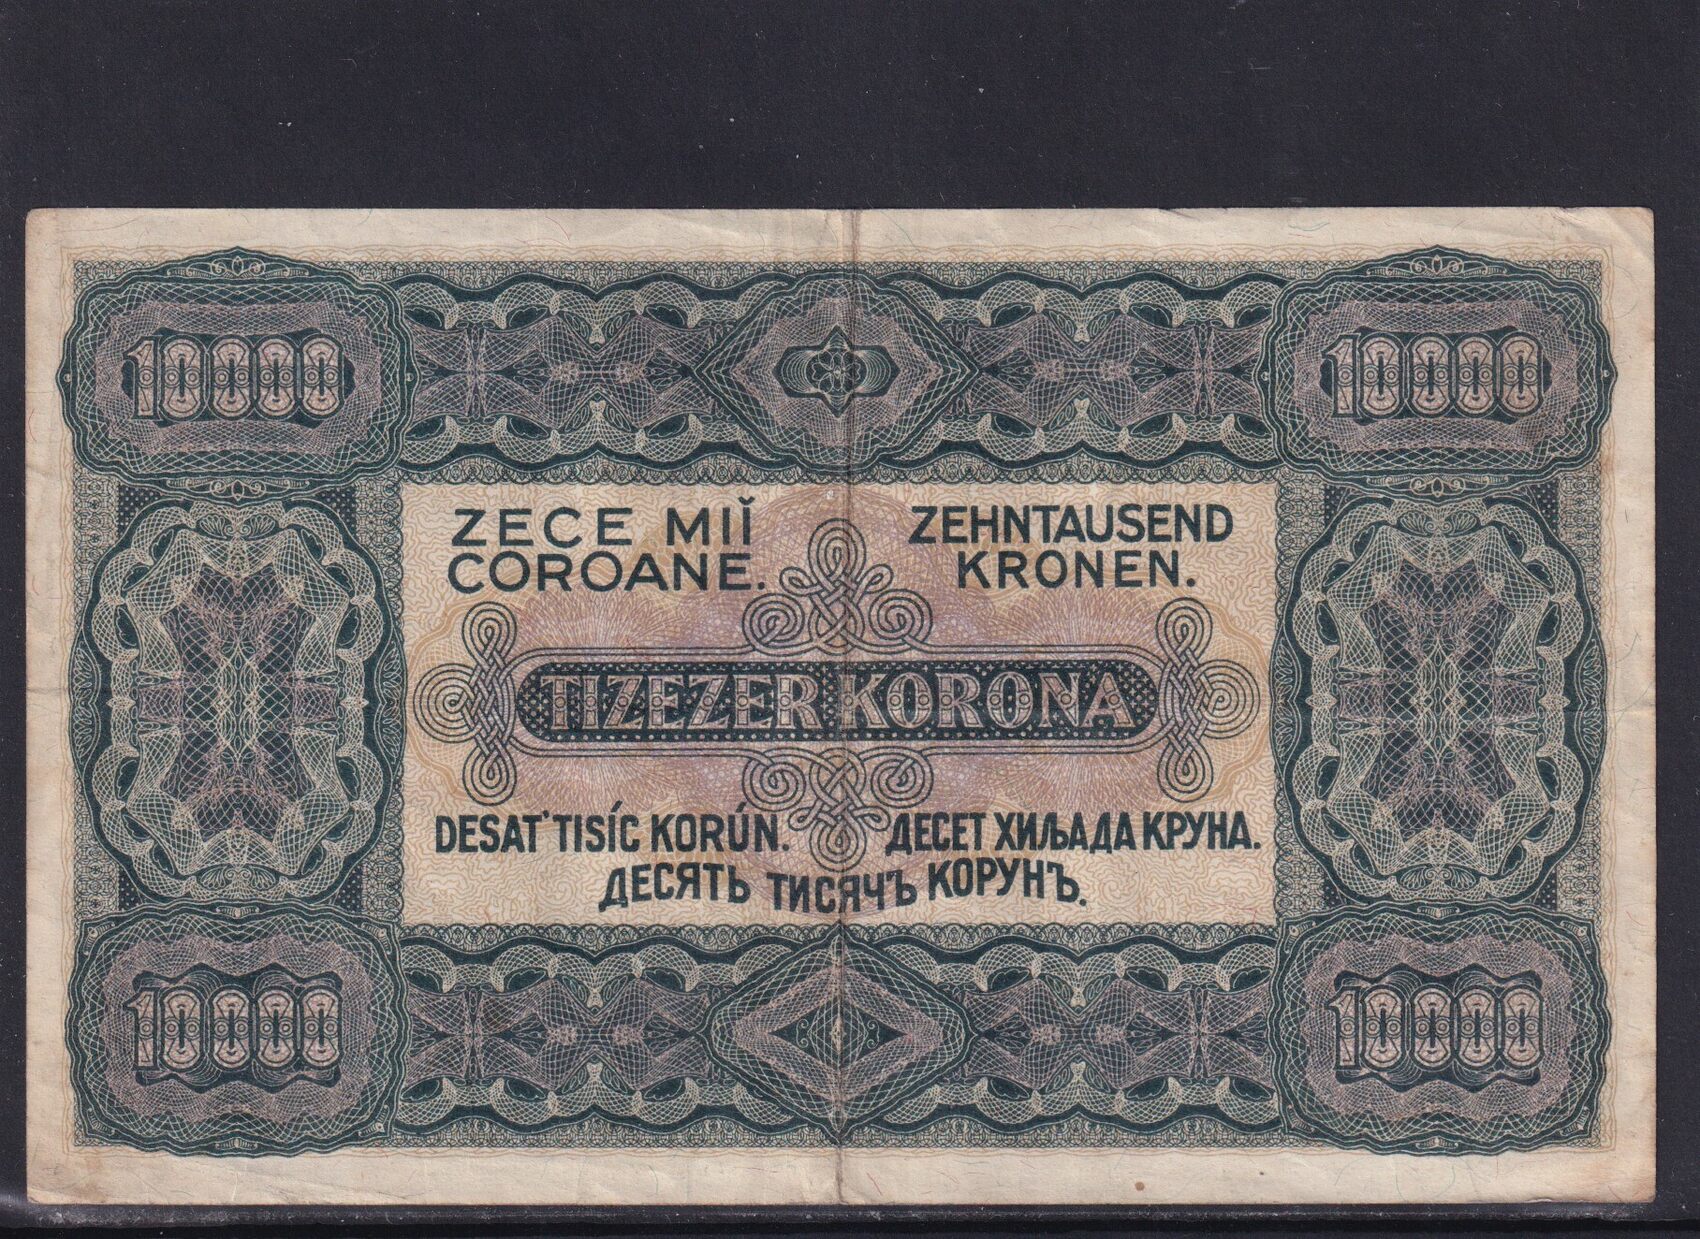 10000
10000
ZECE MIĬ
COROANE.
ZEHNTAUSEND
KRONEN.
TIZEZER KORONA
DESAT' TISÍC KORÚN.
ДЕСЕТ ХИЉАДА КРУНА.
ДЕСЯТЬ ТИСЯЧЪ КОРУНЪ.
10000
10000